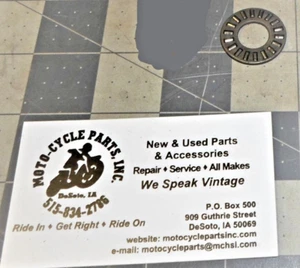 MOTO-CYCLE PARTS, INC.
DeSoto, IA
515-834-2786
New & Used Parts
& Accessories
Repair ♦ Service ♦ All Makes
We Speak Vintage
Ride In ♦ Get Right ♦ Ride On
P.O. Box 500
909 Guthrie Street
DeSoto, IA 50069
website: motocyclepartsinc.com
e-mail: motocycleparts@mchsi.com